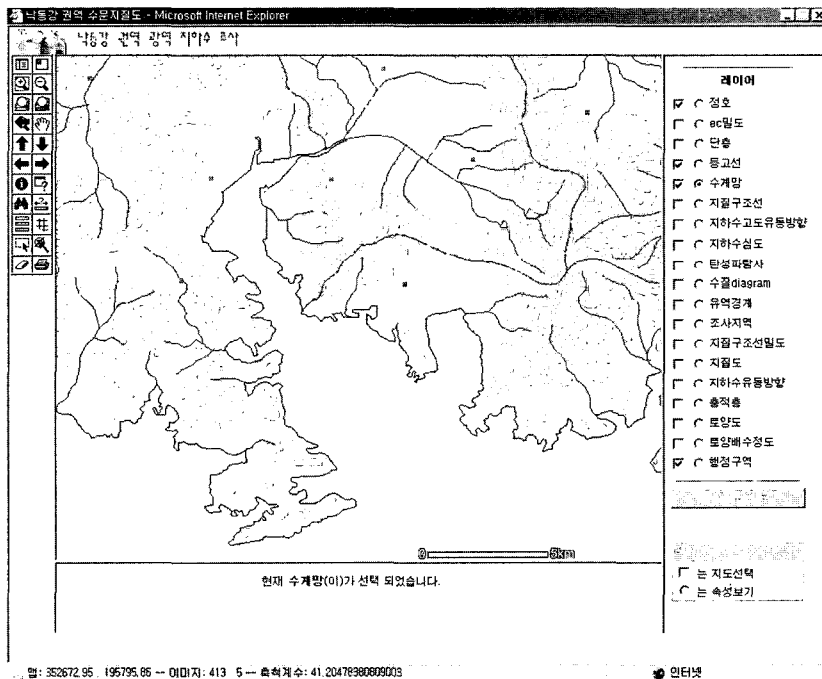 낙동강 권역 수문지질도 - Microsoft Internet Explorer
낙동강 권역 광역 지하수 조사
레이어
정호
ec밀도
단층
등고선
수계망
지질구조선
지하수고도유동방향
지하수심도
탄성파탐사
수질diagram
유역경계
조사지역
지질구조선밀도
지질도
지하수유동방향
충적층
토양도
토양배수정도
행정구역
0 5km
현재 수계망(이)가 선택 되었습니다.
는 지도선택
는 속성보기
맵: 352672.95 , 195795.86 -- 이미지: 413 5 -- 축척계수: 41.20478380809003
인터넷